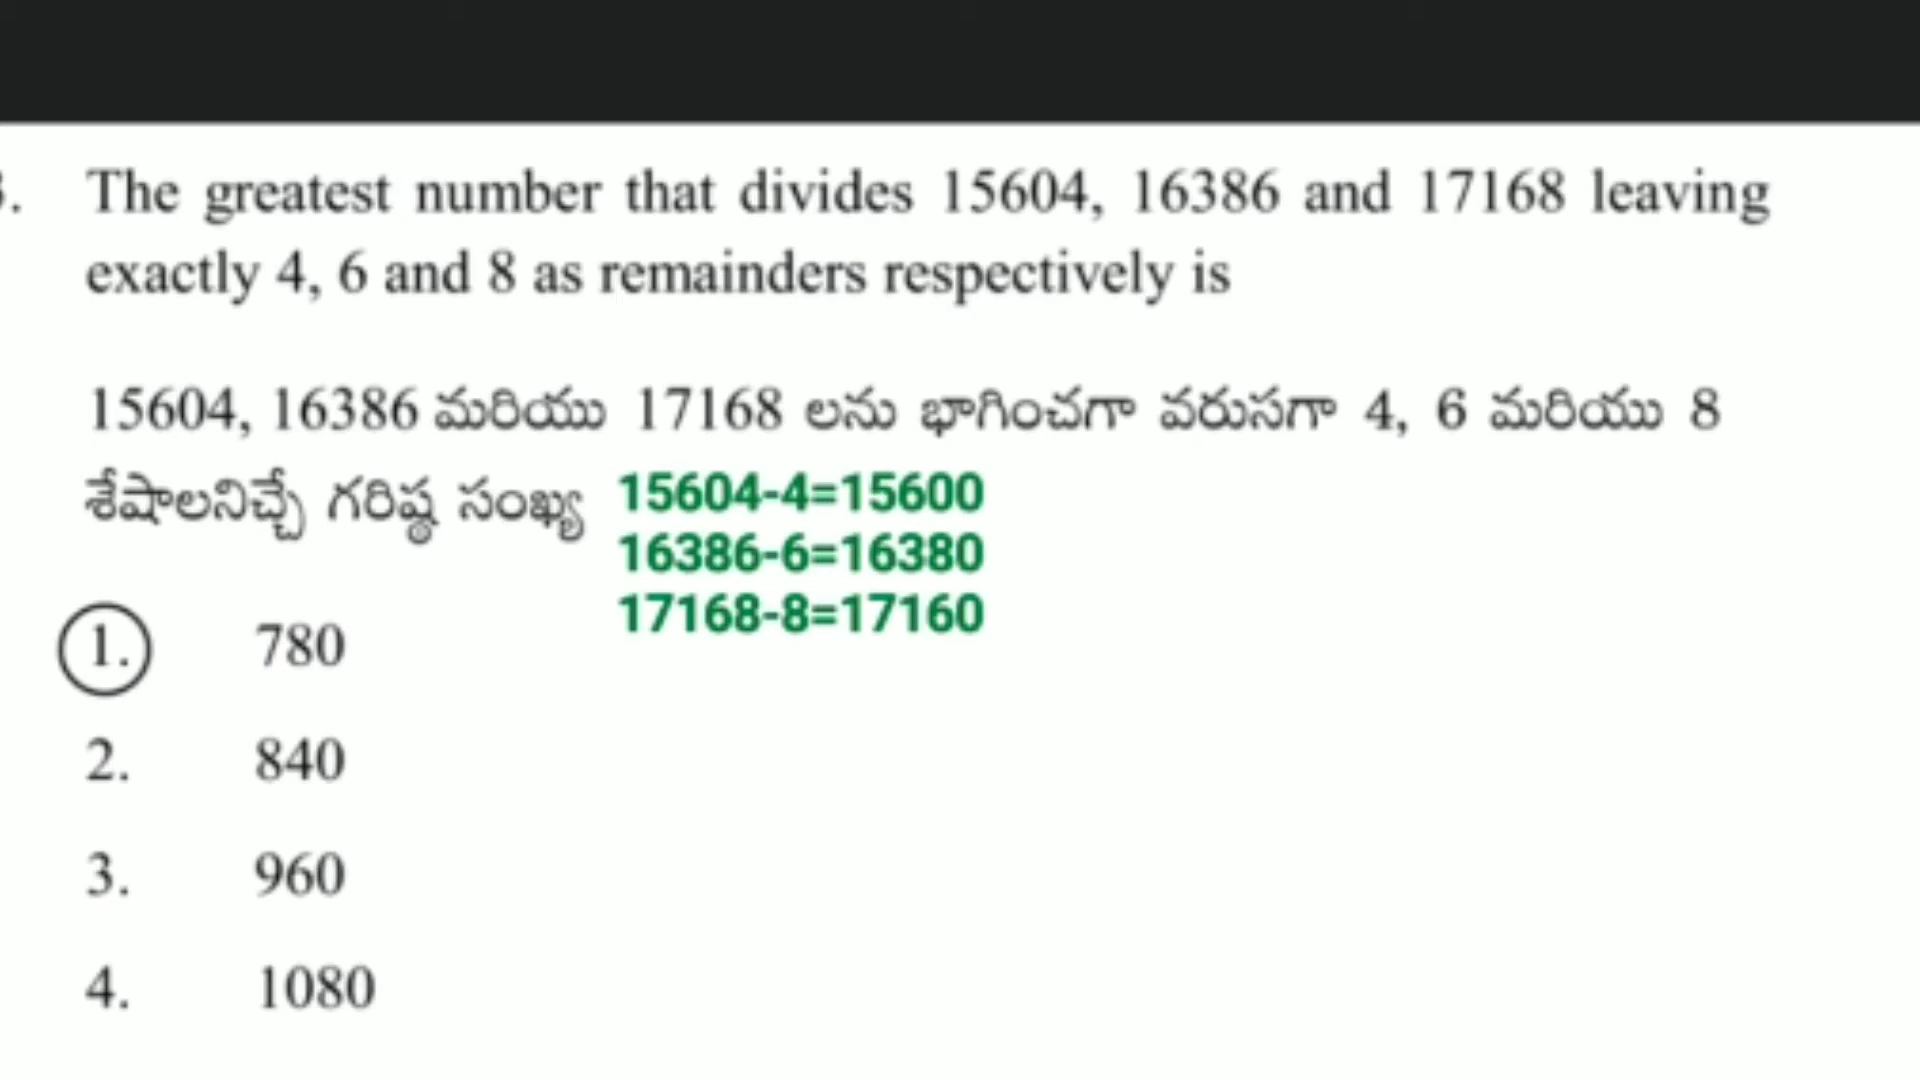 The greatest number that divides 15604, 16386 and 17168 leaving
exactly 4, 6 and 8 as remainders respectively is
15604, 16386 మరియు 17168 లను భాగించగా వరుసగా 4, 6 మరియు 8
శేషాలనిచ్చే గరిష్ఠ సంఖ్య
15604-4=15600
16386-6=16380
17168-8=17160
1. 780
2. 840
3. 960
4. 1080